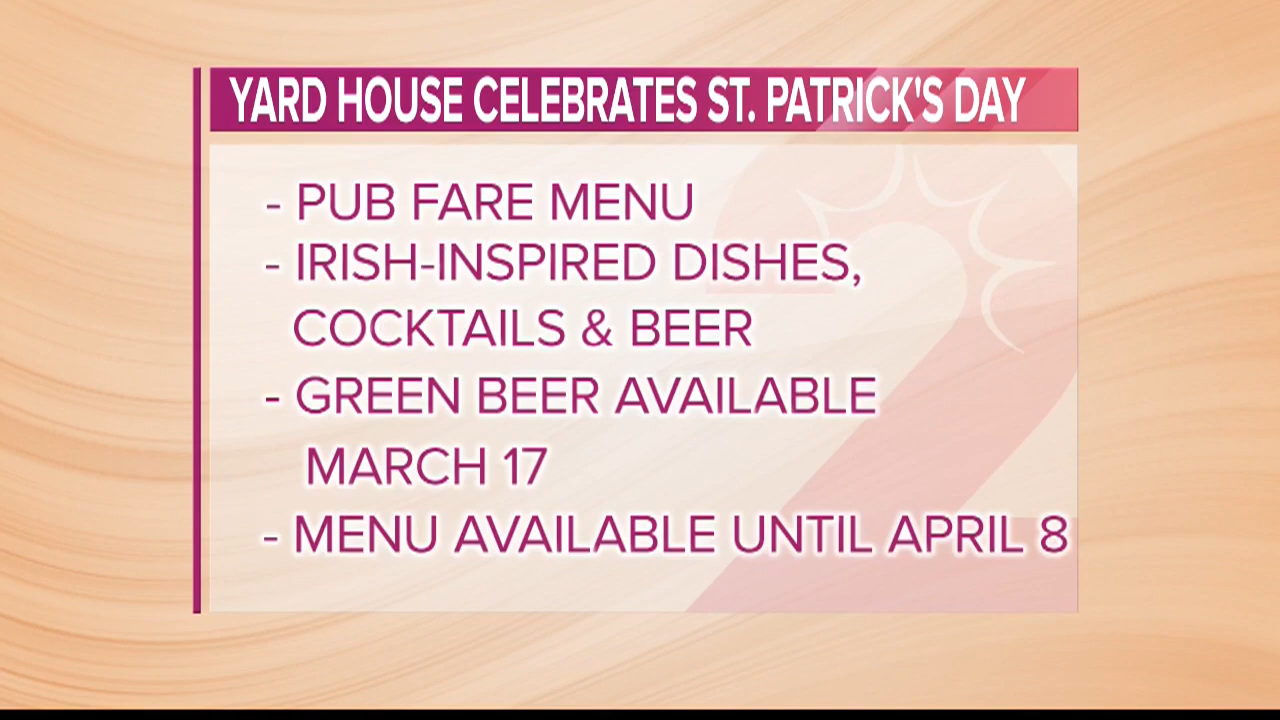 YARD HOUSE CELEBRATES ST. PATRICK'S DAY
- PUB FARE MENU
- IRISH-INSPIRED DISHES,
COCKTAILS & BEER
- GREEN BEER AVAILABLE
MARCH 17
- MENU AVAILABLE UNTIL APRIL 8